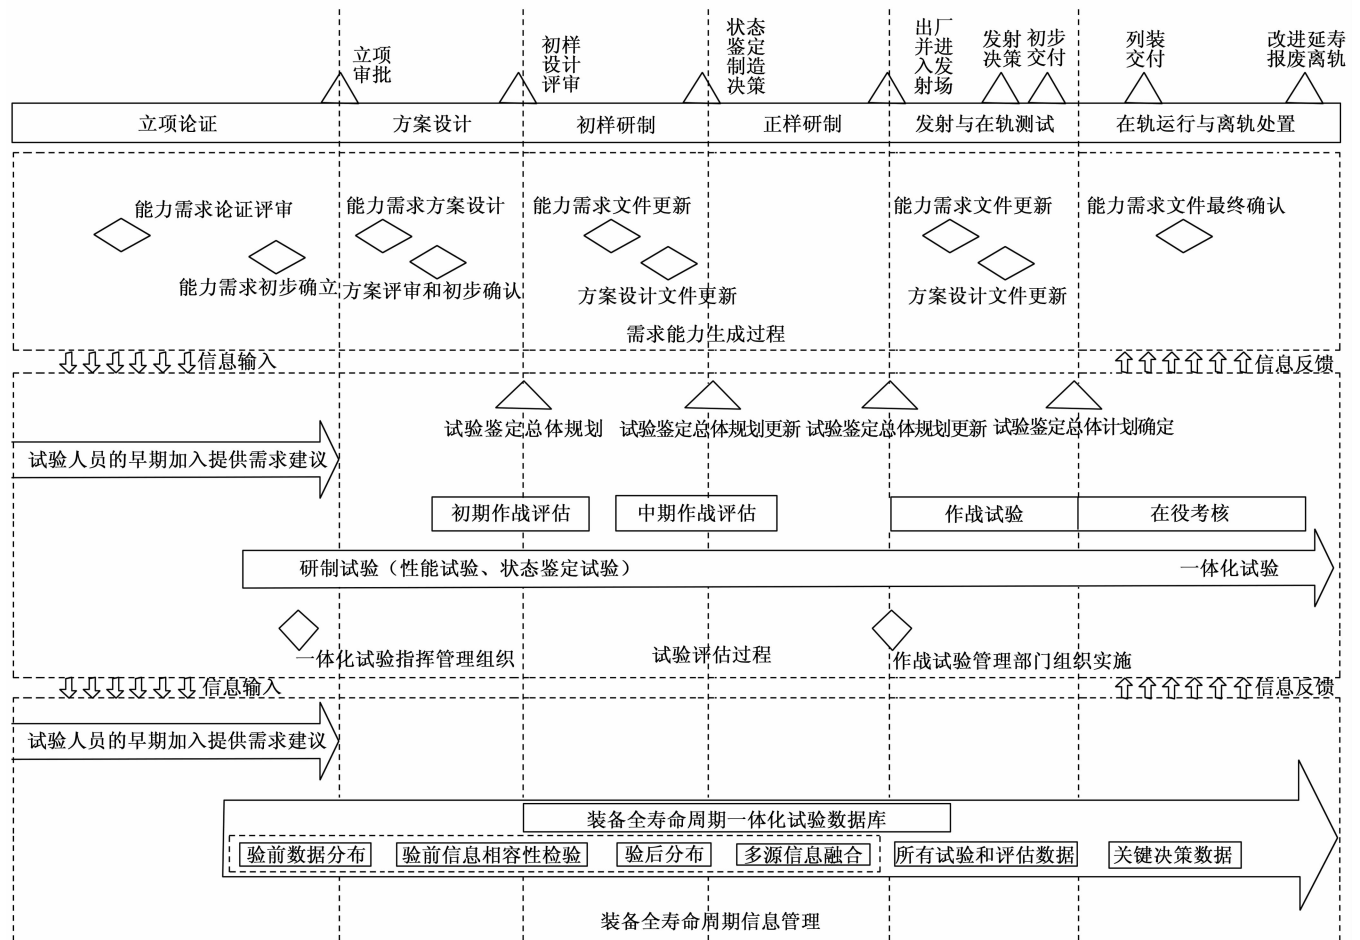 立项
审批
初样
设计
评审
状态
鉴定
制造
决策
出厂
并进
入发
射场
发射
决策
初步
交付
列装
交付
改进延寿
报废离轨
立项论证
方案设计
初样研制
正样研制
发射与在轨测试
在轨运行与离轨处置
能力需求论证评审
能力需求方案设计
能力需求文件更新
能力需求文件更新
能力需求文件最终确认
能力需求初步确立
方案评审和初步确认
方案设计文件更新
方案设计文件更新
需求能力生成过程
信息输入
信息反馈
试验鉴定总体规划
试验鉴定总体规划更新
试验鉴定总体规划更新
试验鉴定总体计划确定
试验人员的早期加入提供需求建议
初期作战评估
中期作战评估
作战试验
在役考核
研制试验（性能试验、状态鉴定试验）
一体化试验
一体化试验指挥管理组织
试验评估过程
作战试验管理部门组织实施
信息输入
信息反馈
试验人员的早期加入提供需求建议
装备全寿命周期一体化试验数据库
验前数据分布
验前信息相容性检验
验后分布
多源信息融合
所有试验和评估数据
关键决策数据
装备全寿命周期信息管理